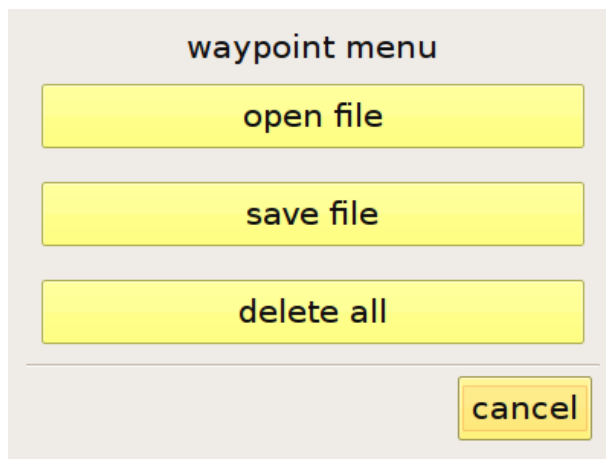 waypoint menu
open file
save file
delete all
cancel